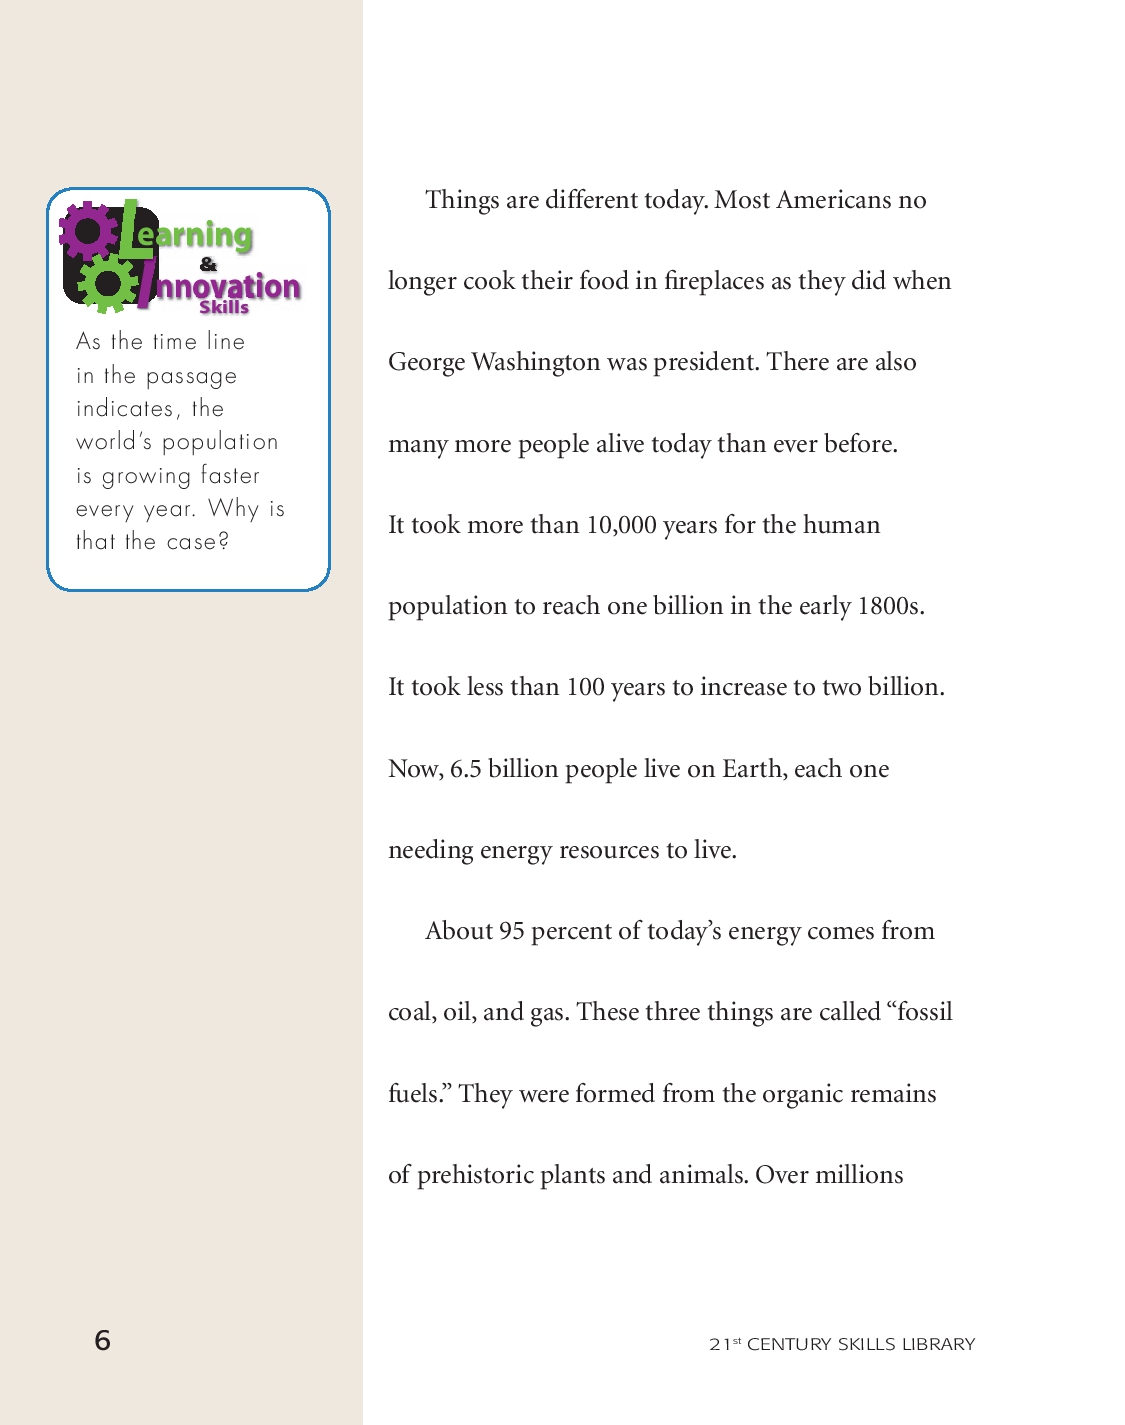 Learning
&
Innovation
Skills
As the time line
in the passage
indicates, the
world’s population
is growing faster
every year. Why is
that the case?
Things are different today. Most Americans no
longer cook their food in fireplaces as they did when
George Washington was president. There are also
many more people alive today than ever before.
It took more than 10,000 years for the human
population to reach one billion in the early 1800s.
It took less than 100 years to increase to two billion.
Now, 6.5 billion people live on Earth, each one
needing energy resources to live.
About 95 percent of today’s energy comes from
coal, oil, and gas. These three things are called “fossil
fuels.” They were formed from the organic remains
of prehistoric plants and animals. Over millions
6
21st CENTURY SKILLS LIBRARY